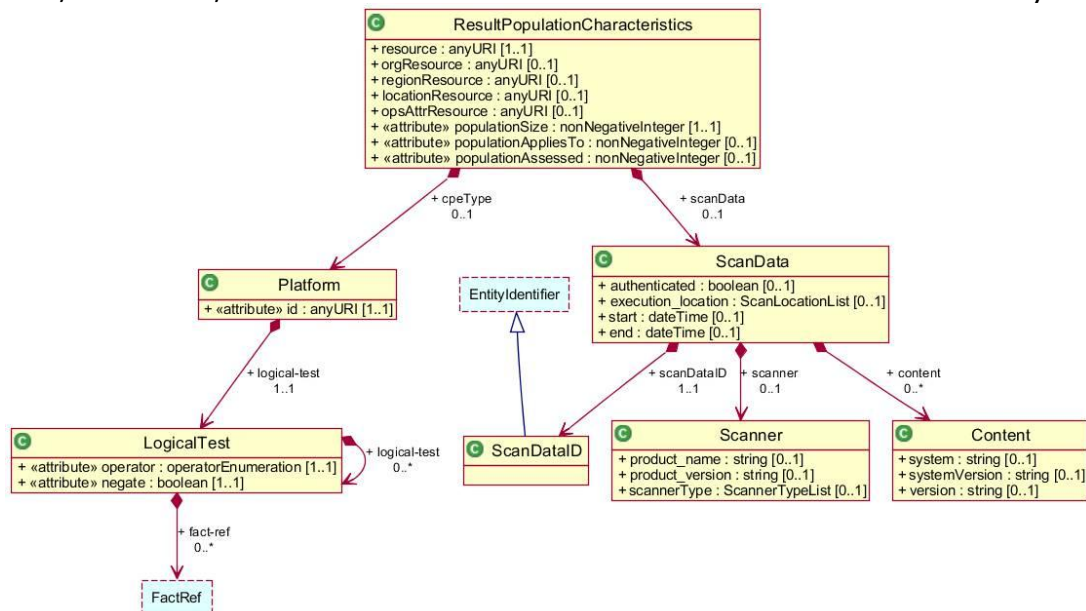 C ResultPopulationCharacteristics
+ resource : anyURI [1..1]
+ orgResource : anyURI [0..1]
+ regionResource : anyURI [0..1]
+ locationResource : anyURI [0..1]
+ opsAttrResource : anyURI [0..1]
+ «attribute» populationSize : nonNegativeInteger [1..1]
+ «attribute» populationAppliesTo : nonNegativeInteger [0..1]
+ «attribute» populationAssessed : nonNegativeInteger [0..1]
+ cpeType
0..1
+ scanData
0..1
C Platform
+ «attribute» id : anyURI [1..1]
EntityIdentifier
C ScanData
+ authenticated : boolean [0..1]
+ execution_location : ScanLocationList [0..1]
+ start : dateTime [0..1]
+ end : dateTime [0..1]
+ logical-test
1..1
+ scanDataID
1..1
+ scanner
0..1
+ content
0..*
C LogicalTest
+ «attribute» operator : operatorEnumeration [1..1]
+ «attribute» negate : boolean [1..1]
+ logical-test
0..*
C ScanDataID
C Scanner
+ product_name : string [0..1]
+ product_version : string [0..1]
+ scannerType : ScannerTypeList [0..1]
C Content
+ system : string [0..1]
+ systemVersion : string [0..1]
+ version : string [0..1]
+ fact-ref
0..*
FactRef